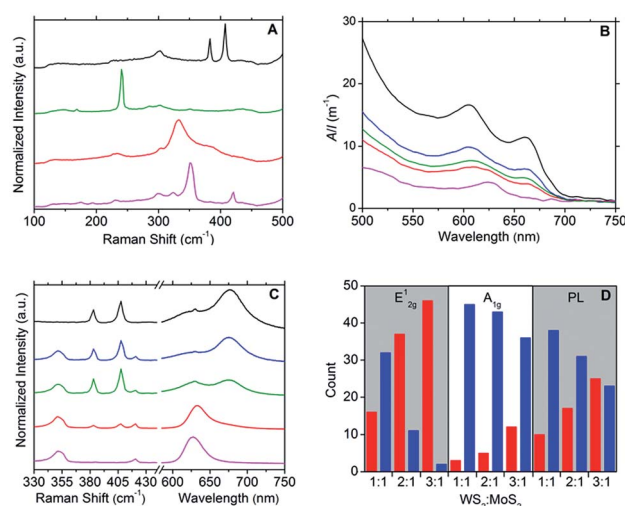 A
Normalized Intensity (a.u.)
100 200 300 400 500
Raman Shift (cm⁻¹)
B
A/l (m⁻¹)
30
20
10
0
500 550 600 650 700 750
Wavelength (nm)
C
Normalized Intensity (a.u.)
330 355 380 405 430 600 650 700 750
Raman Shift (cm⁻¹) Wavelength (nm)
D
E¹₂g A₁g PL
Count
50
40
30
20
10
0
1:1 2:1 3:1 1:1 2:1 3:1 1:1 2:1 3:1
WS₂:MoS₂